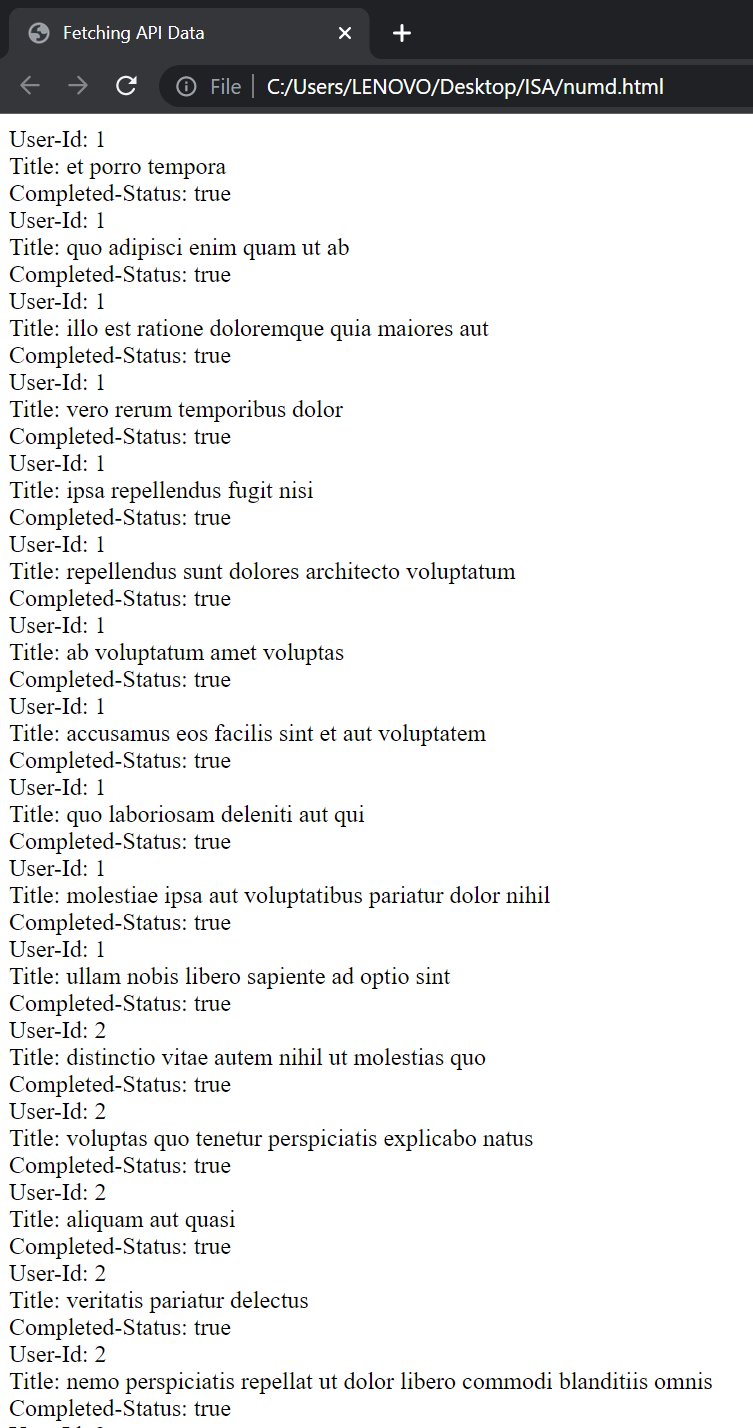 Fetching API Data
File | C:/Users/LENOVO/Desktop/ISA/numd.html
User-Id: 1
Title: et porro tempora
Completed-Status: true
User-Id: 1
Title: quo adipisci enim quam ut ab
Completed-Status: true
User-Id: 1
Title: illo est ratione doloremque quia maiores aut
Completed-Status: true
User-Id: 1
Title: vero rerum temporibus dolor
Completed-Status: true
User-Id: 1
Title: ipsa repellendus fugit nisi
Completed-Status: true
User-Id: 1
Title: repellendus sunt dolores architecto voluptatum
Completed-Status: true
User-Id: 1
Title: ab voluptatum amet voluptas
Completed-Status: true
User-Id: 1
Title: accusamus eos facilis sint et aut voluptatem
Completed-Status: true
User-Id: 1
Title: quo laboriosam deleniti aut qui
Completed-Status: true
User-Id: 1
Title: molestiae ipsa aut voluptatibus pariatur dolor nihil
Completed-Status: true
User-Id: 1
Title: ullam nobis libero sapiente ad optio sint
Completed-Status: true
User-Id: 2
Title: distinctio vitae autem nihil ut molestias quo
Completed-Status: true
User-Id: 2
Title: voluptas quo tenetur perspiciatis explicabo natus
Completed-Status: true
User-Id: 2
Title: aliquam aut quasi
Completed-Status: true
User-Id: 2
Title: veritatis pariatur delectus
Completed-Status: true
User-Id: 2
Title: nemo perspiciatis repellat ut dolor libero commodi blanditiis omnis
Completed-Status: true